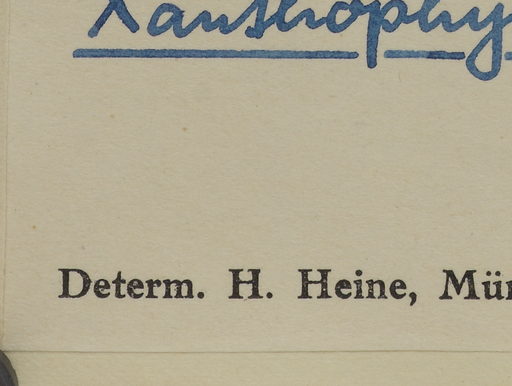 Xanthophy
Determ. H. Heine, Mün